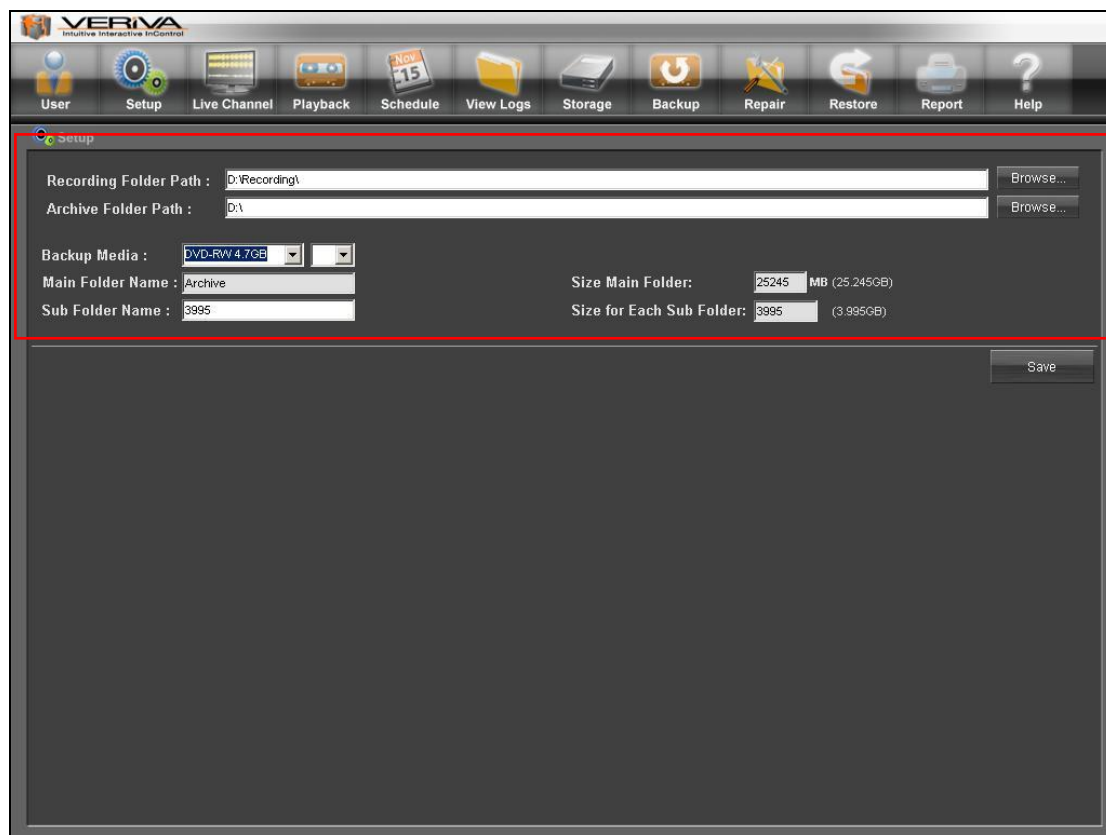 VERIVA
Intuitive Interactive InControl
Nov
15
User Setup Live Channel Playback Schedule View Logs Storage Backup Repair Restore Report Help
Setup
Recording Folder Path : D:\Recording\ Browse...
Archive Folder Path : D:\ Browse...
Backup Media : DVD-RW 4.7GB
Main Folder Name : Archive Size Main Folder: 25245 MB (25.245GB)
Sub Folder Name : 3995 Size for Each Sub Folder: 3995 (3.995GB)
Save